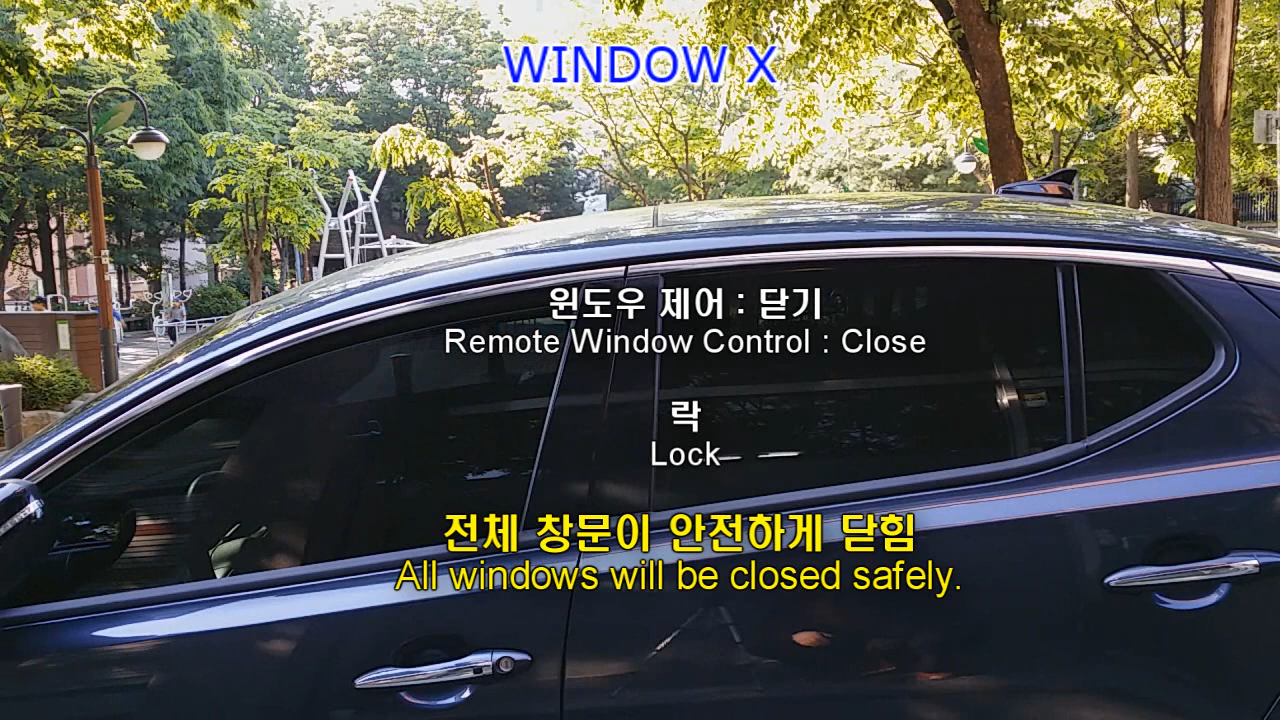 WINDOW X
윈도우 제어 : 닫기
Remote Window Control : Close
락
Lock
전체 창문이 안전하게 닫힘
All windows will be closed safely.